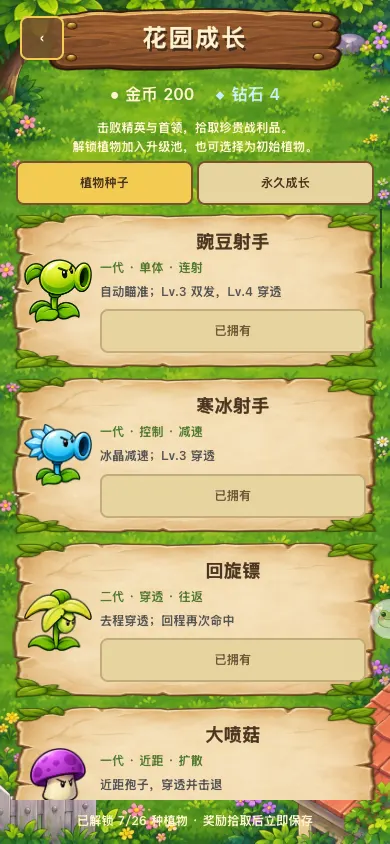 ‹
花园成长
● 金币 200 ◆ 钻石 4
击败精英与首领，拾取珍贵战利品。
解锁植物加入升级池，也可选择为初始植物。
植物种子
永久成长
豌豆射手
一代 · 单体 · 连射
自动瞄准；Lv.3 双发，Lv.4 穿透
已拥有
寒冰射手
一代 · 控制 · 减速
冰晶减速；Lv.3 穿透
已拥有
回旋镖
二代 · 穿透 · 往返
去程穿透；回程再次命中
已拥有
大喷菇
一代 · 近距 · 扩散
近距孢子，穿透并击退
已解锁 7/26 种植物 · 奖励拾取后立即保存